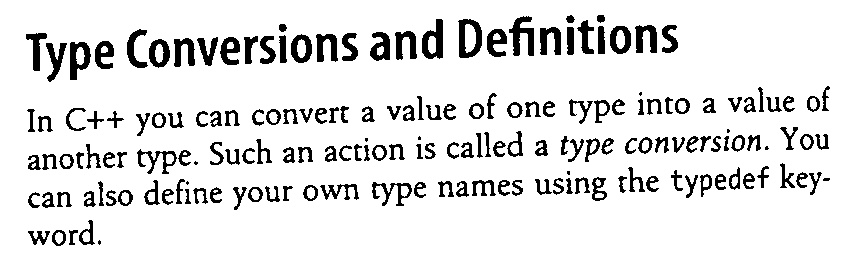 Type Conversions and Definitions
In C++ you can convert a value of one type into a value of
another type. Such an action is called a type conversion. You
can also define your own type names using the typedef key-
word.